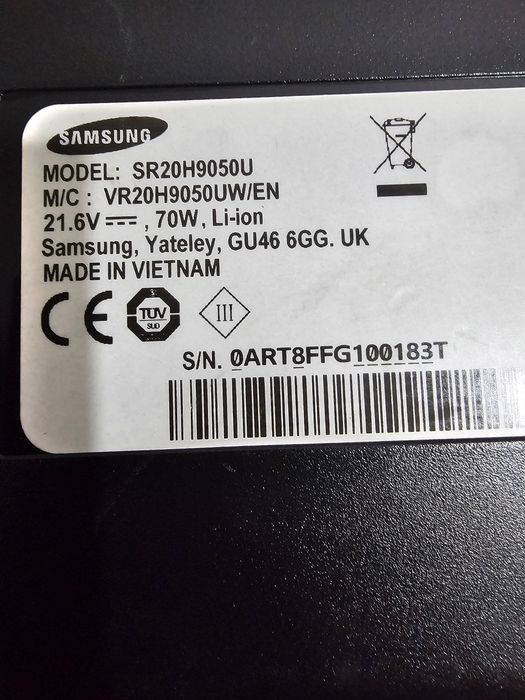 SAMSUNG
MODEL: SR20H9050U
M/C : VR20H9050UW/EN
21.6V ⎓ , 70W, Li-ion
Samsung, Yateley, GU46 6GG. UK
MADE IN VIETNAM
CE TÜV SÜD III
S/N. 0ART8FFG100183T